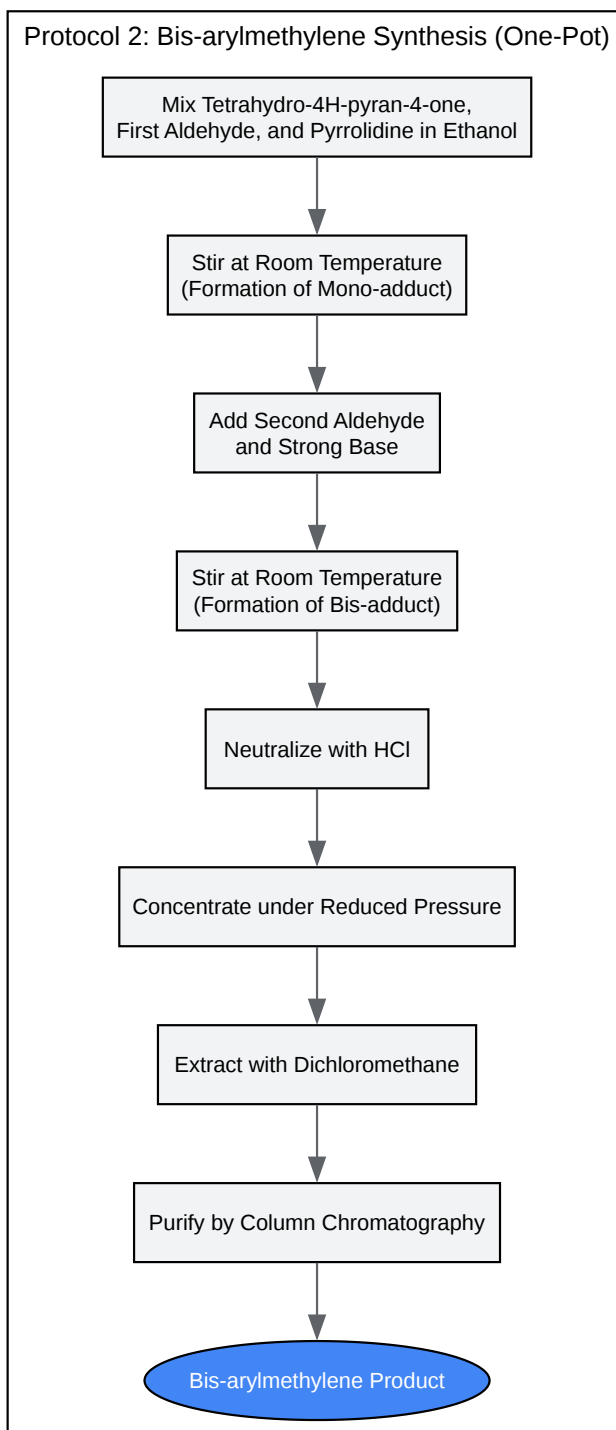 Protocol 2: Bis-arylmethylene Synthesis (One-Pot)
Mix Tetrahydro-4H-pyran-4-one,
First Aldehyde, and Pyrrolidine in Ethanol
Stir at Room Temperature
(Formation of Mono-adduct)
Add Second Aldehyde
and Strong Base
Stir at Room Temperature
(Formation of Bis-adduct)
Neutralize with HCl
Concentrate under Reduced Pressure
Extract with Dichloromethane
Purify by Column Chromatography
Bis-arylmethylene Product